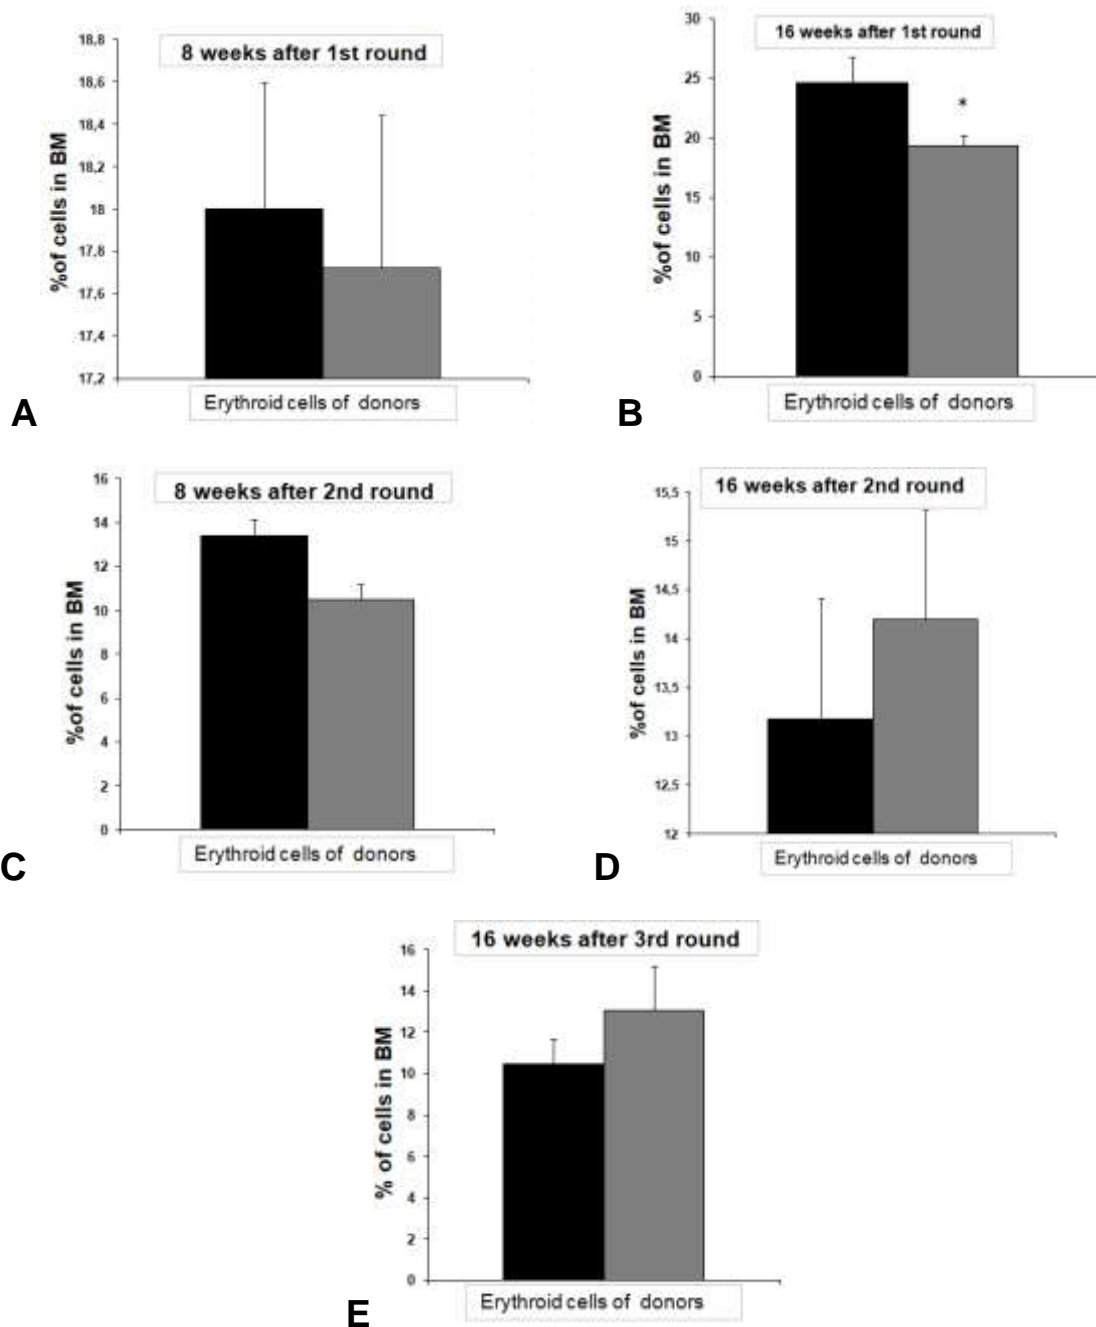 8 weeks after 1st round
%of cells in BM
18,8
18,6
18,4
18,2
18
17,8
17,6
17,4
17,2
Erythroid cells of donors
A
16 weeks after 1st round
%of cells in BM
30
25
20
15
10
5
0
*
Erythroid cells of donors
B
8 weeks after 2nd round
%of cells in BM
16
14
12
10
8
6
4
2
0
Erythroid cells of donors
C
16 weeks after 2nd round
%of cells in BM
15,5
15
14,5
14
13,5
13
12,5
12
Erythroid cells of donors
D
16 weeks after 3rd round
% of cells in BM
16
14
12
10
8
6
4
2
0
Erythroid cells of donors
E